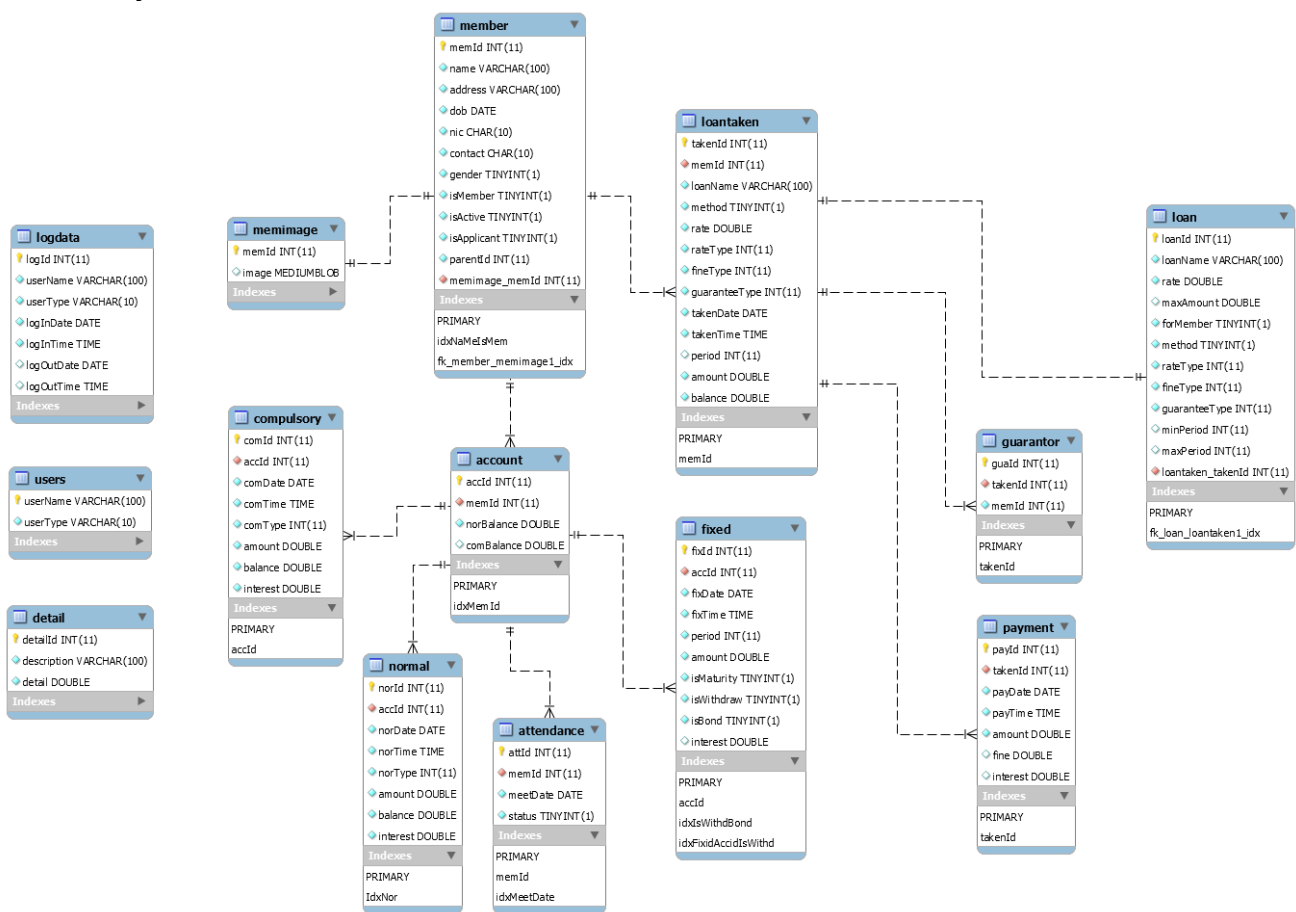 member
memId INT(11)
name VARCHAR(100)
address VARCHAR(100)
dob DATE
nic CHAR(10)
contact CHAR(10)
gender TINYINT(1)
isMember TINYINT(1)
isActive TINYINT(1)
isApplicant TINYINT(1)
parentId INT(11)
memimage_memId INT(11)
Indexes
PRIMARY
idxNaMeIsMem
fk_member_memimage1_idx
loantaken
takenId INT(11)
memId INT(11)
loanName VARCHAR(100)
method TINYINT(1)
rate DOUBLE
rateType INT(11)
fineType INT(11)
guaranteeType INT(11)
takenDate DATE
takenTime TIME
period INT(11)
amount DOUBLE
balance DOUBLE
Indexes
PRIMARY
memId
loan
loanId INT(11)
loanName VARCHAR(100)
rate DOUBLE
maxAmount DOUBLE
forMember TINYINT(1)
method TINYINT(1)
rateType INT(11)
fineType INT(11)
guaranteeType INT(11)
minPeriod INT(11)
maxPeriod INT(11)
loantaken_takenId INT(11)
Indexes
PRIMARY
fk_loan_loantaken1_idx
memimage
memId INT(11)
image MEDIUMBLOB
Indexes
logdata
logId INT(11)
userName VARCHAR(100)
userType VARCHAR(10)
logInDate DATE
logInTime TIME
logOutDate DATE
logOutTime TIME
Indexes
compulsory
comId INT(11)
accId INT(11)
comDate DATE
comTime TIME
comType INT(11)
amount DOUBLE
balance DOUBLE
interest DOUBLE
Indexes
PRIMARY
accId
account
accId INT(11)
memId INT(11)
norBalance DOUBLE
comBalance DOUBLE
Indexes
PRIMARY
idxMemId
guarantor
guaId INT(11)
takenId INT(11)
memId INT(11)
Indexes
PRIMARY
takenId
users
userName VARCHAR(100)
userType VARCHAR(10)
Indexes
fixed
fixId INT(11)
accId INT(11)
fixDate DATE
fixTime TIME
period INT(11)
amount DOUBLE
isMaturity TINYINT(1)
isWithdraw TINYINT(1)
isBond TINYINT(1)
interest DOUBLE
Indexes
PRIMARY
accId
idxIsWithdBond
idxFixidAccidIsWithd
detail
detailId INT(11)
description VARCHAR(100)
detail DOUBLE
Indexes
normal
norId INT(11)
accId INT(11)
norDate DATE
norTime TIME
norType INT(11)
amount DOUBLE
balance DOUBLE
interest DOUBLE
Indexes
PRIMARY
IdxNor
attendance
attId INT(11)
memId INT(11)
meetDate DATE
status TINYINT(1)
Indexes
PRIMARY
memId
idxMeetDate
payment
payId INT(11)
takenId INT(11)
payDate DATE
payTime TIME
amount DOUBLE
fine DOUBLE
interest DOUBLE
Indexes
PRIMARY
takenId